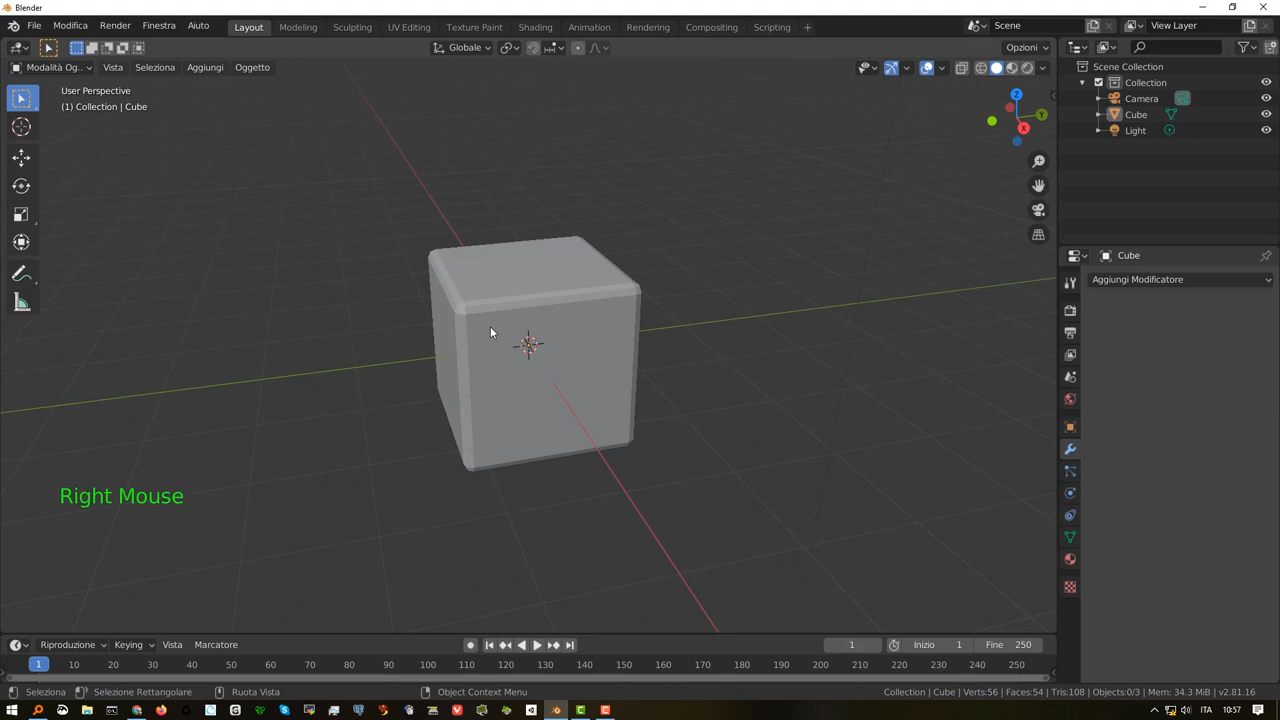 Blender
File Modifica Render Finestra Aiuto Layout Modeling Sculpting UV Editing Texture Paint Shading Animation Rendering Compositing Scripting + Scene View Layer
Globale Opzioni
Modalità Og.. Vista Seleziona Aggiungi Oggetto
User Perspective
(1) Collection | Cube
Z
Y
X
Scene Collection
Collection
Camera
Cube
Light
Cube
Aggiungi Modificatore
Right Mouse
Riproduzione Keying Vista Marcatore 1 Inizio 1 Fine 250
1 10 20 30 40 50 60 70 80 90 100 110 120 130 140 150 160 170 180 190 200 210 220 230 240 250
Seleziona Selezione Rettangolare Ruota Vista Object Context Menu Collection | Cube | Verts:56 | Faces:54 | Tris:108 | Objects:0/3 | Mem: 34.3 MiB | v2.81.16
ITA 10:57